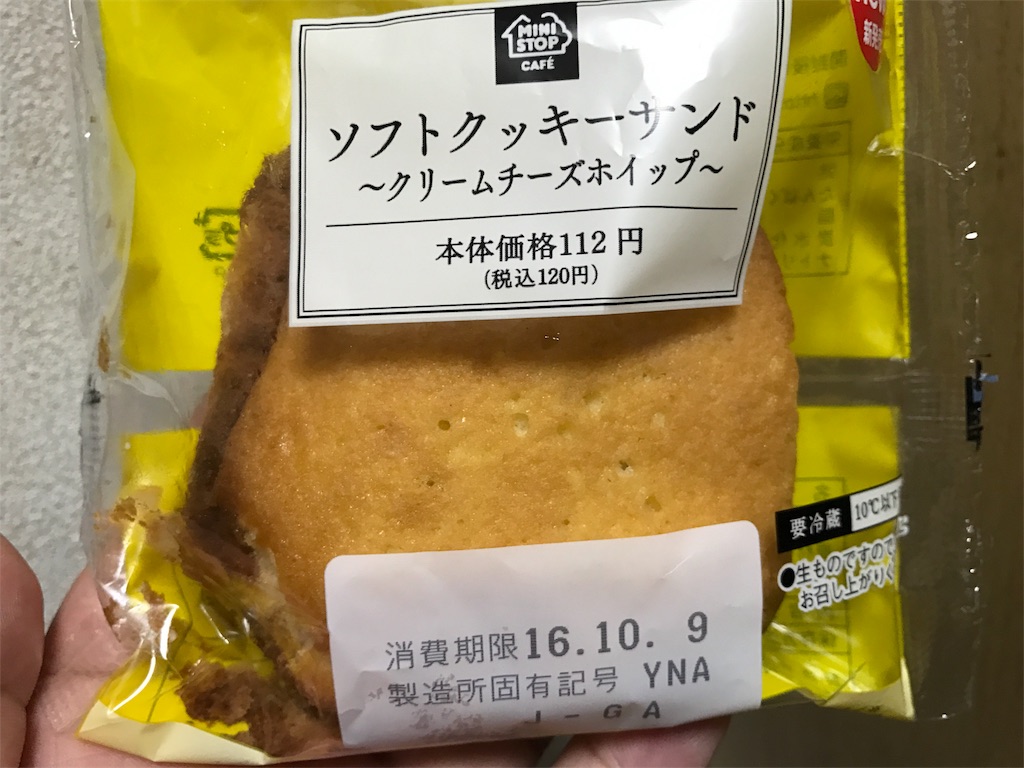 MINI
STOP
CAFÉ
新発売
ソフトクッキーサンド
～クリームチーズホイップ～
本体価格112円
(税込120円)
要冷蔵 10℃以下
●生ものですので
お召し上がりく
消費期限16.10. 9
製造所固有記号 YNA